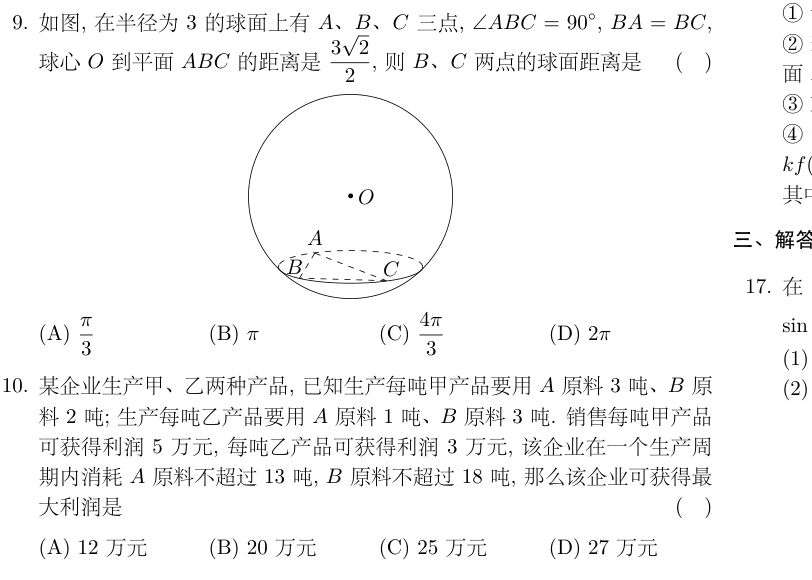 9. 如图, 在半径为 3 的球面上有 A、B、C 三点, ∠ABC = 90°, BA = BC,
球心 O 到平面 ABC 的距离是 3√2/2, 则 B、C 两点的球面距离是 ( )
O
A
B C
(A) π/3 (B) π (C) 4π/3 (D) 2π
10. 某企业生产甲、乙两种产品, 已知生产每吨甲产品要用 A 原料 3 吨、B 原
料 2 吨; 生产每吨乙产品要用 A 原料 1 吨、B 原料 3 吨. 销售每吨甲产品
可获得利润 5 万元, 每吨乙产品可获得利润 3 万元, 该企业在一个生产周
期内消耗 A 原料不超过 13 吨, B 原料不超过 18 吨, 那么该企业可获得最
大利润是 ( )
(A) 12 万元 (B) 20 万元 (C) 25 万元 (D) 27 万元
①
②
面
③
④
kf(
三、解答
17. 在
sin
(1)
(2)